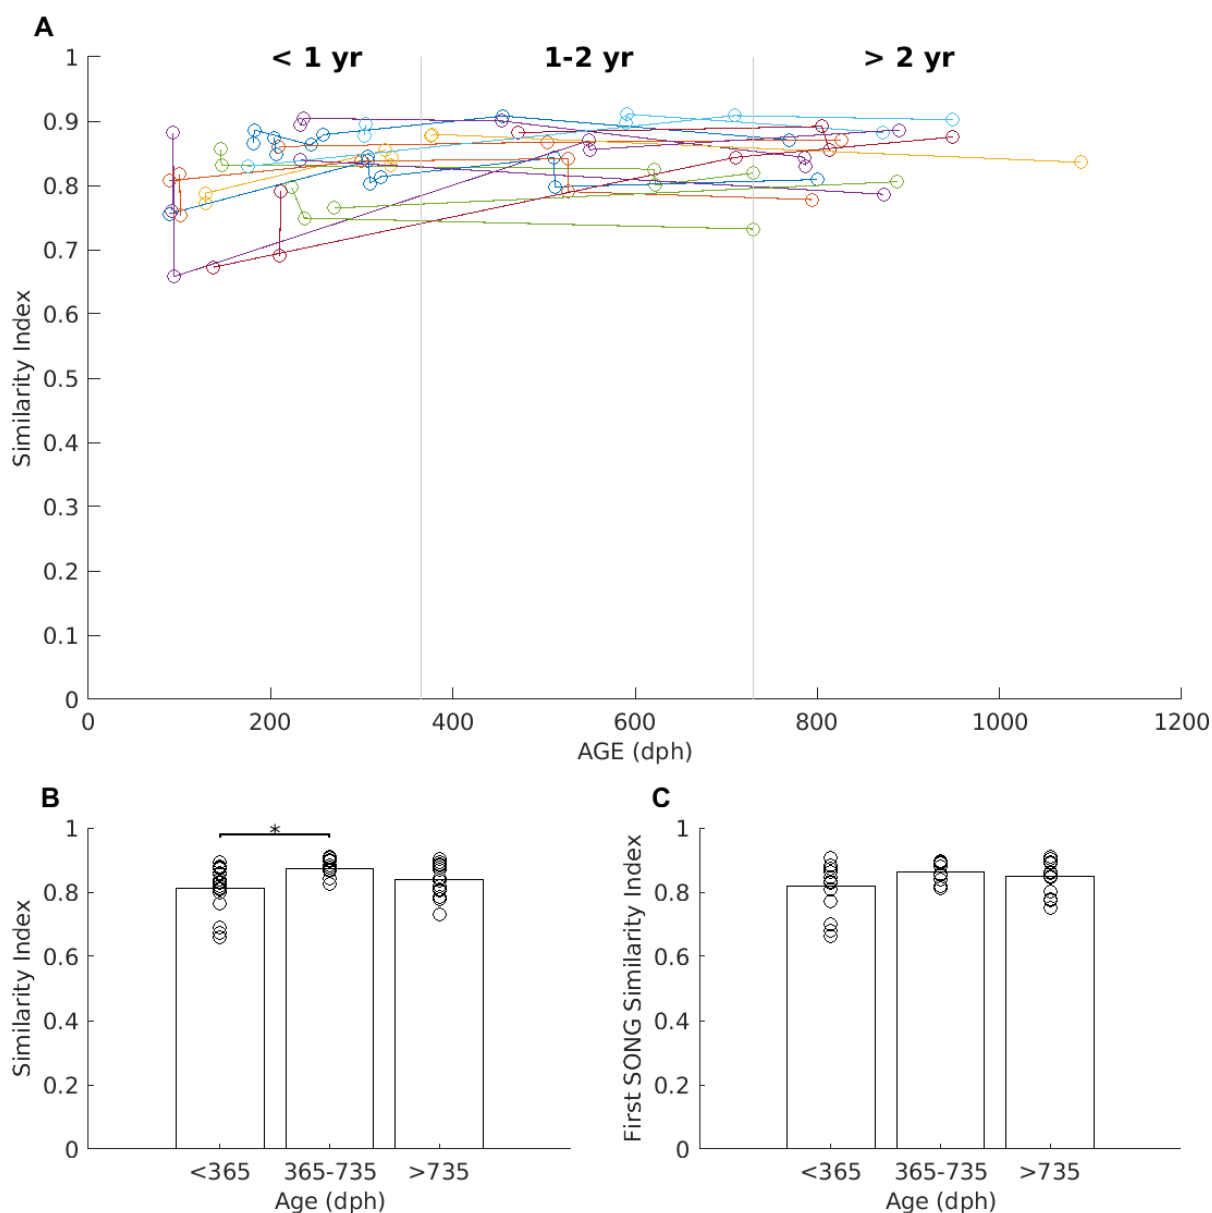 A
< 1 yr 1-2 yr > 2 yr
1
0.9
0.8
0.7
0.6
0.5
0.4
0.3
0.2
0.1
0
Similarity Index
0 200 400 600 800 1000 1200
AGE (dph)
B
*
1
0.8
0.6
0.4
0.2
0
Similarity Index
<365 365-735 >735
Age (dph)
C
1
0.8
0.6
0.4
0.2
0
First SONG Similarity Index
<365 365-735 >735
Age (dph)